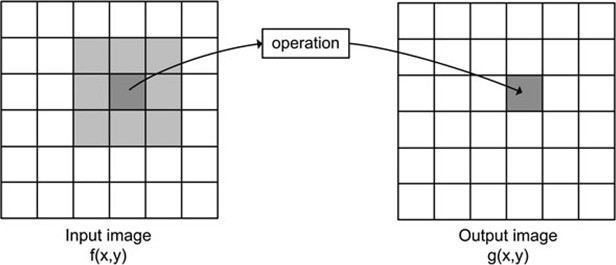 operation
Input image
f(x,y)
Output image
g(x,y)